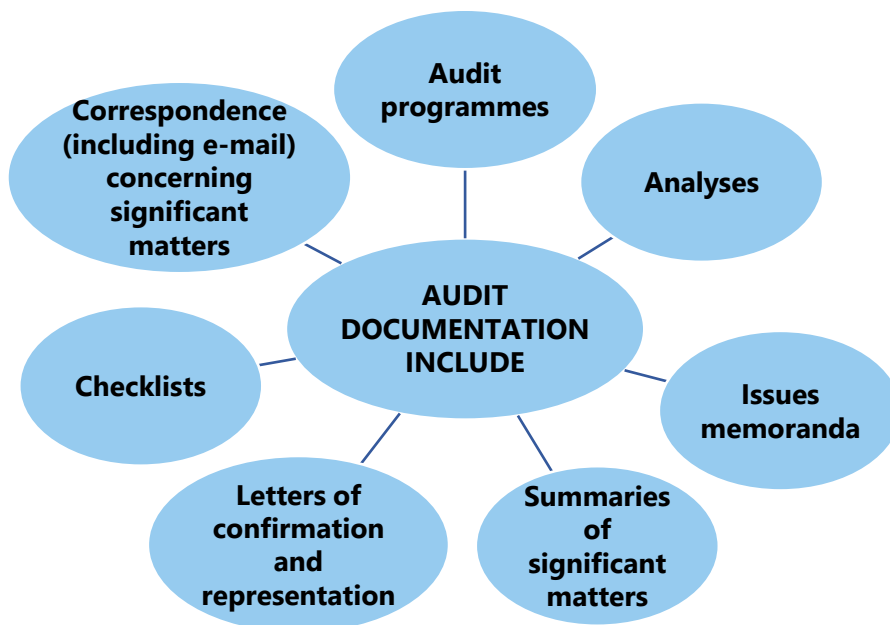 Audit
programmes
Correspondence
(including e-mail)
concerning
significant
matters
Analyses
AUDIT
DOCUMENTATION
INCLUDE
Checklists
Issues
memoranda
Letters of
confirmation
and
representation
Summaries
of
significant
matters